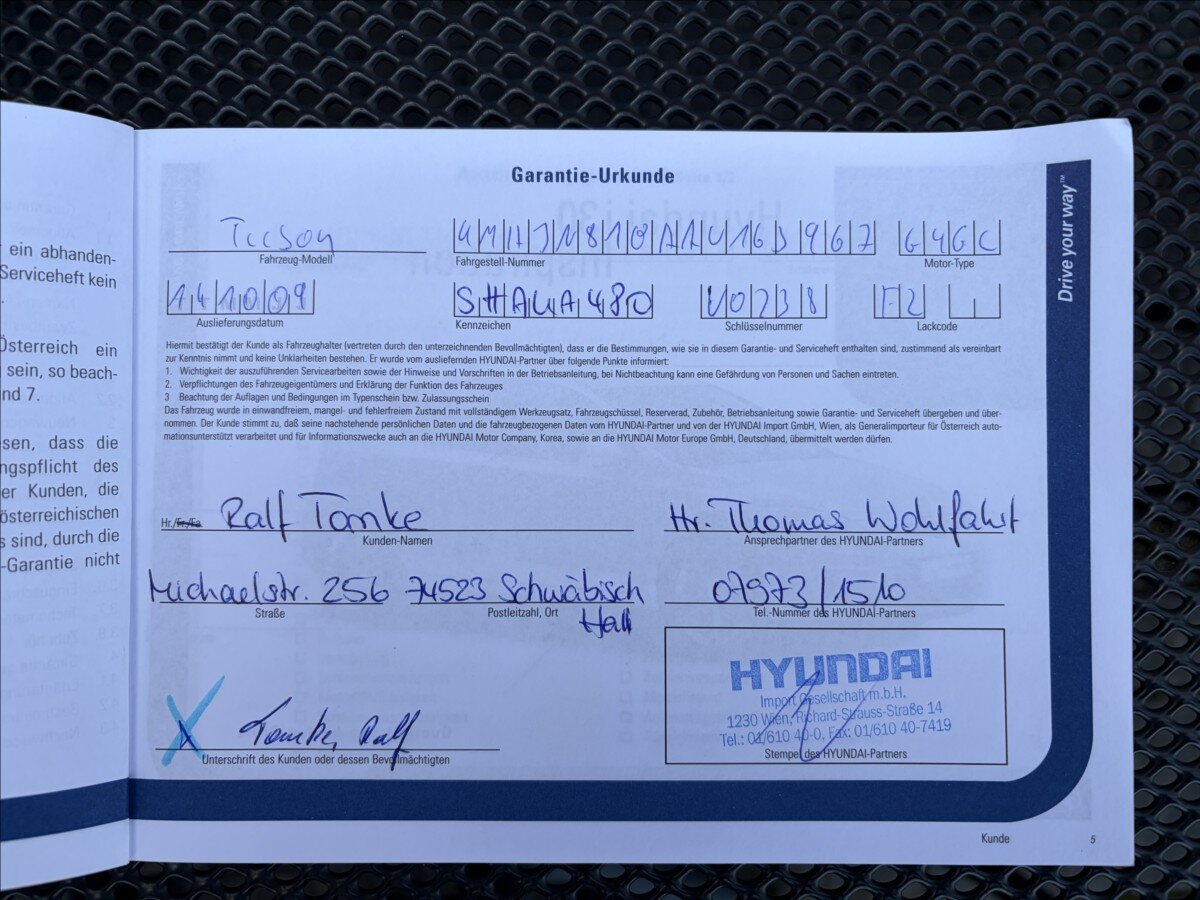 ein abhanden-
Serviceheft kein
Österreich ein
sein, so beach-
nd 7.
sen, dass die
ngspflicht des
er Kunden, die
österreichischen
s sind, durch die
-Garantie nicht
Garantie-Urkunde
Tucson
Fahrzeug-Modell
Fahrgestell-Nummer
G4GC
Motor-Type
141009
Auslieferungsdatum
SHAUA480
Kennzeichen
V0238
Schlüsselnummer
F2
Lackcode
Hiermit bestätigt der Kunde als Fahrzeughalter (vertreten durch den unterzeichnenden Bevollmächtigten), dass er die Bestimmungen, wie sie in diesem Garantie- und Serviceheft enthalten sind, zustimmend als vereinbart
zur Kenntnis nimmt und keine Unklarheiten bestehen. Er wurde vom ausliefernden HYUNDAI-Partner über folgende Punkte informiert:
1. Wichtigkeit der auszuführenden Servicearbeiten sowie der Hinweise und Vorschriften in der Betriebsanleitung, bei Nichtbeachtung kann eine Gefährdung von Personen und Sachen eintreten.
2. Verpflichtungen des Fahrzeugeigentümers und Erklärung der Funktion des Fahrzeuges
3 Beachtung der Auflagen und Bedingungen im Typenschein bzw. Zulassungsschein
Das Fahrzeug wurde in einwandfreiem, mangel- und fehlerfreiem Zustand mit vollständigem Werkzeugsatz, Fahrzeugschüssel, Reserverad, Zubehör, Betriebsanleitung sowie Garantie- und Serviceheft übergeben und über-
nommen. Der Kunde stimmt zu, daß seine nachstehende persönlichen Daten und die fahrzeugbezogenen Daten vom HYUNDAI-Partner und von der HYUNDAI Import GmbH, Wien, als Generalimporteur für Österreich auto-
mationsunterstützt verarbeitet und für Informationszwecke auch an die HYUNDAI Motor Company, Korea, sowie an die HYUNDAI Motor Europe GmbH, Deutschland, übermittelt werden dürfen.
Hr./Fr./Fa. Ralf Tomke
Kunden-Namen
Hr. Thomas Wohlfahrt
Ansprechpartner des HYUNDAI-Partners
Michaelstr. 256 74523 Schwäbisch
Hall
Straße
Postleitzahl, Ort
07973/1510
Tel.-Nummer des HYUNDAI-Partners
HYUNDAI
Import Gesellschaft m.b.H.
1230 Wien, Richard-Strauss-Straße 14
Tel.: 01/610 40-0, Fax: 01/610 40-7419
Stempel des HYUNDAI-Partners
X Tomke, Ralf
Unterschrift des Kunden oder dessen Bevollmächtigten
Drive your way™
Kunde 5